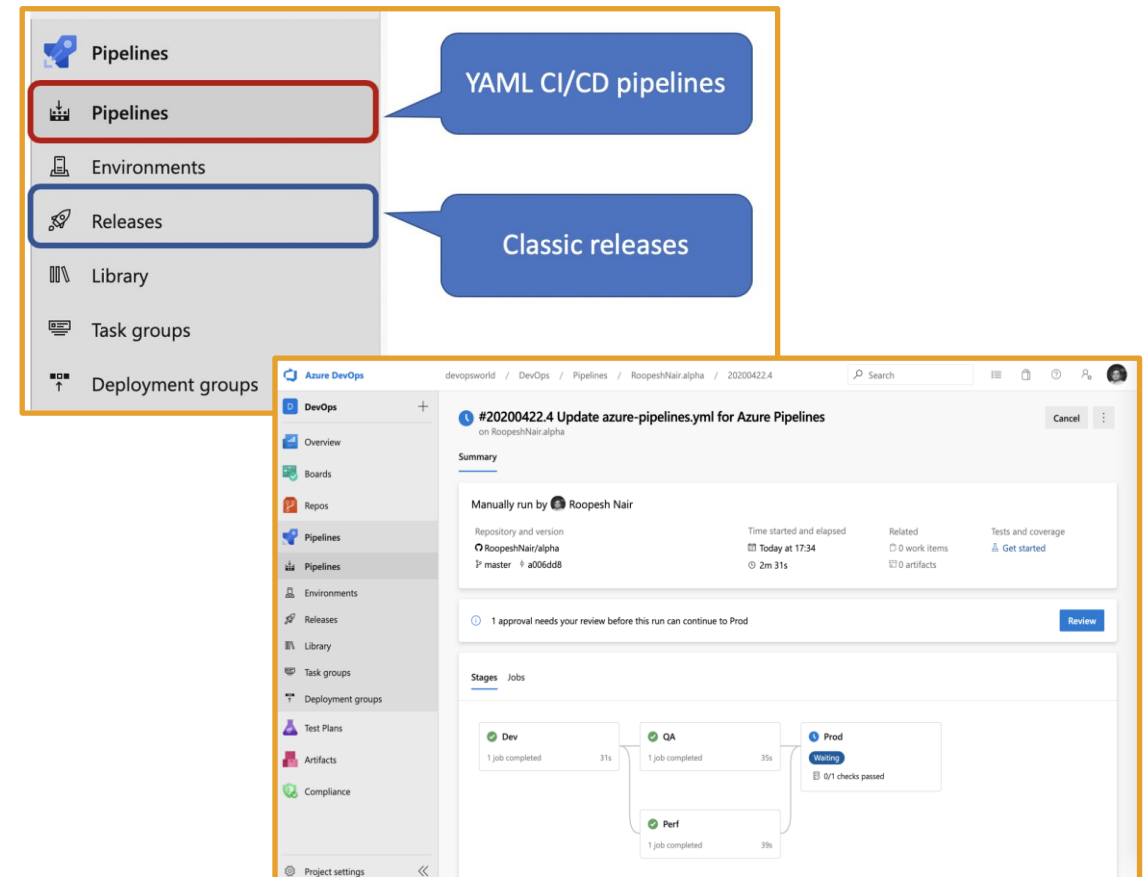 Pipelines
Pipelines
Environments
Releases
Library
Task groups
Deployment groups
YAML CI/CD pipelines
Classic releases
Azure DevOps
devopsworld / DevOps / Pipelines / RoopeshNair.alpha / 20200422.4
Search
D DevOps
Overview
Boards
Repos
Pipelines
Pipelines
Environments
Releases
Library
Task groups
Deployment groups
Test Plans
Artifacts
Compliance
Project settings
#20200422.4 Update azure-pipelines.yml for Azure Pipelines
on RoopeshNair.alpha
Cancel
Summary
Manually run by Roopesh Nair
Repository and version
RoopeshNair/alpha
master a006dd8
Time started and elapsed
Today at 17:34
2m 31s
Related
0 work items
0 artifacts
Tests and coverage
Get started
1 approval needs your review before this run can continue to Prod
Review
Stages Jobs
Dev
1 job completed 31s
QA
1 job completed 35s
Prod
Waiting
0/1 checks passed
Perf
1 job completed 39s